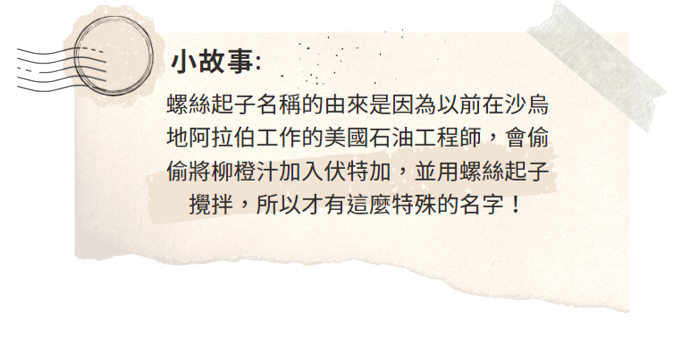 小故事:
螺絲起子名稱的由來是因為以前在沙烏
地阿拉伯工作的美國石油工程師，會偷
偷將柳橙汁加入伏特加，並用螺絲起子
攪拌，所以才有這麼特殊的名字！